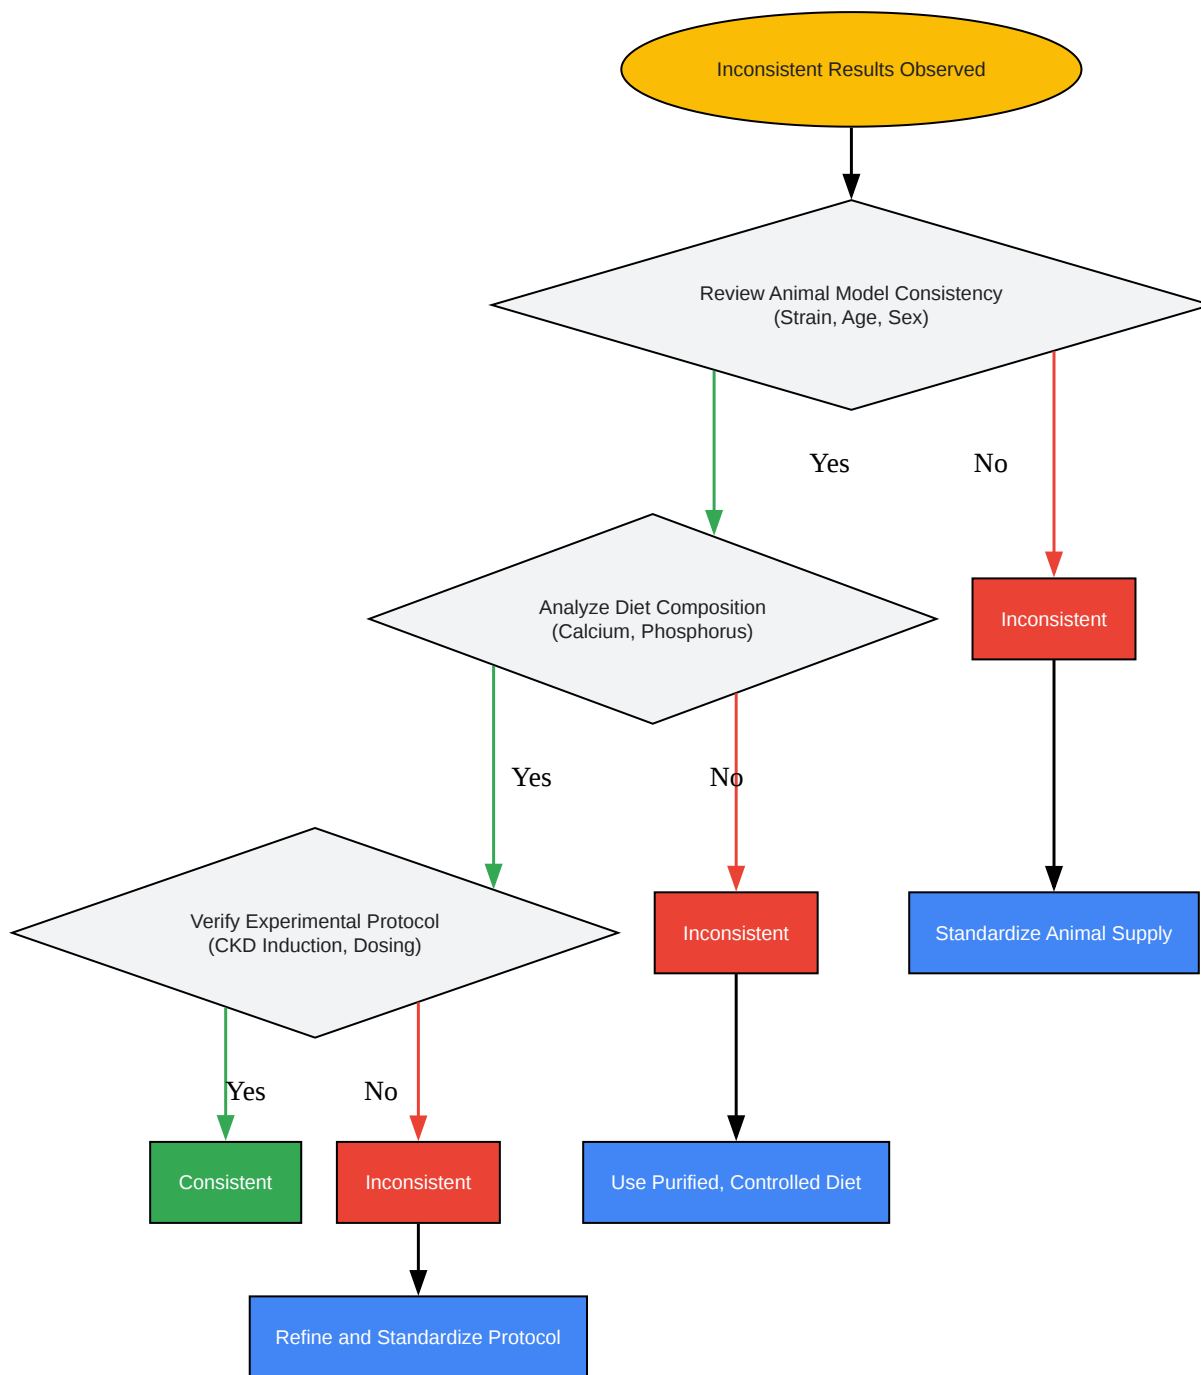 Inconsistent Results Observed
Review Animal Model Consistency
(Strain, Age, Sex)
Yes
No
Analyze Diet Composition
(Calcium, Phosphorus)
Inconsistent
Yes
No
Verify Experimental Protocol
(CKD Induction, Dosing)
Inconsistent
Standardize Animal Supply
Yes
No
Consistent
Inconsistent
Use Purified, Controlled Diet
Refine and Standardize Protocol